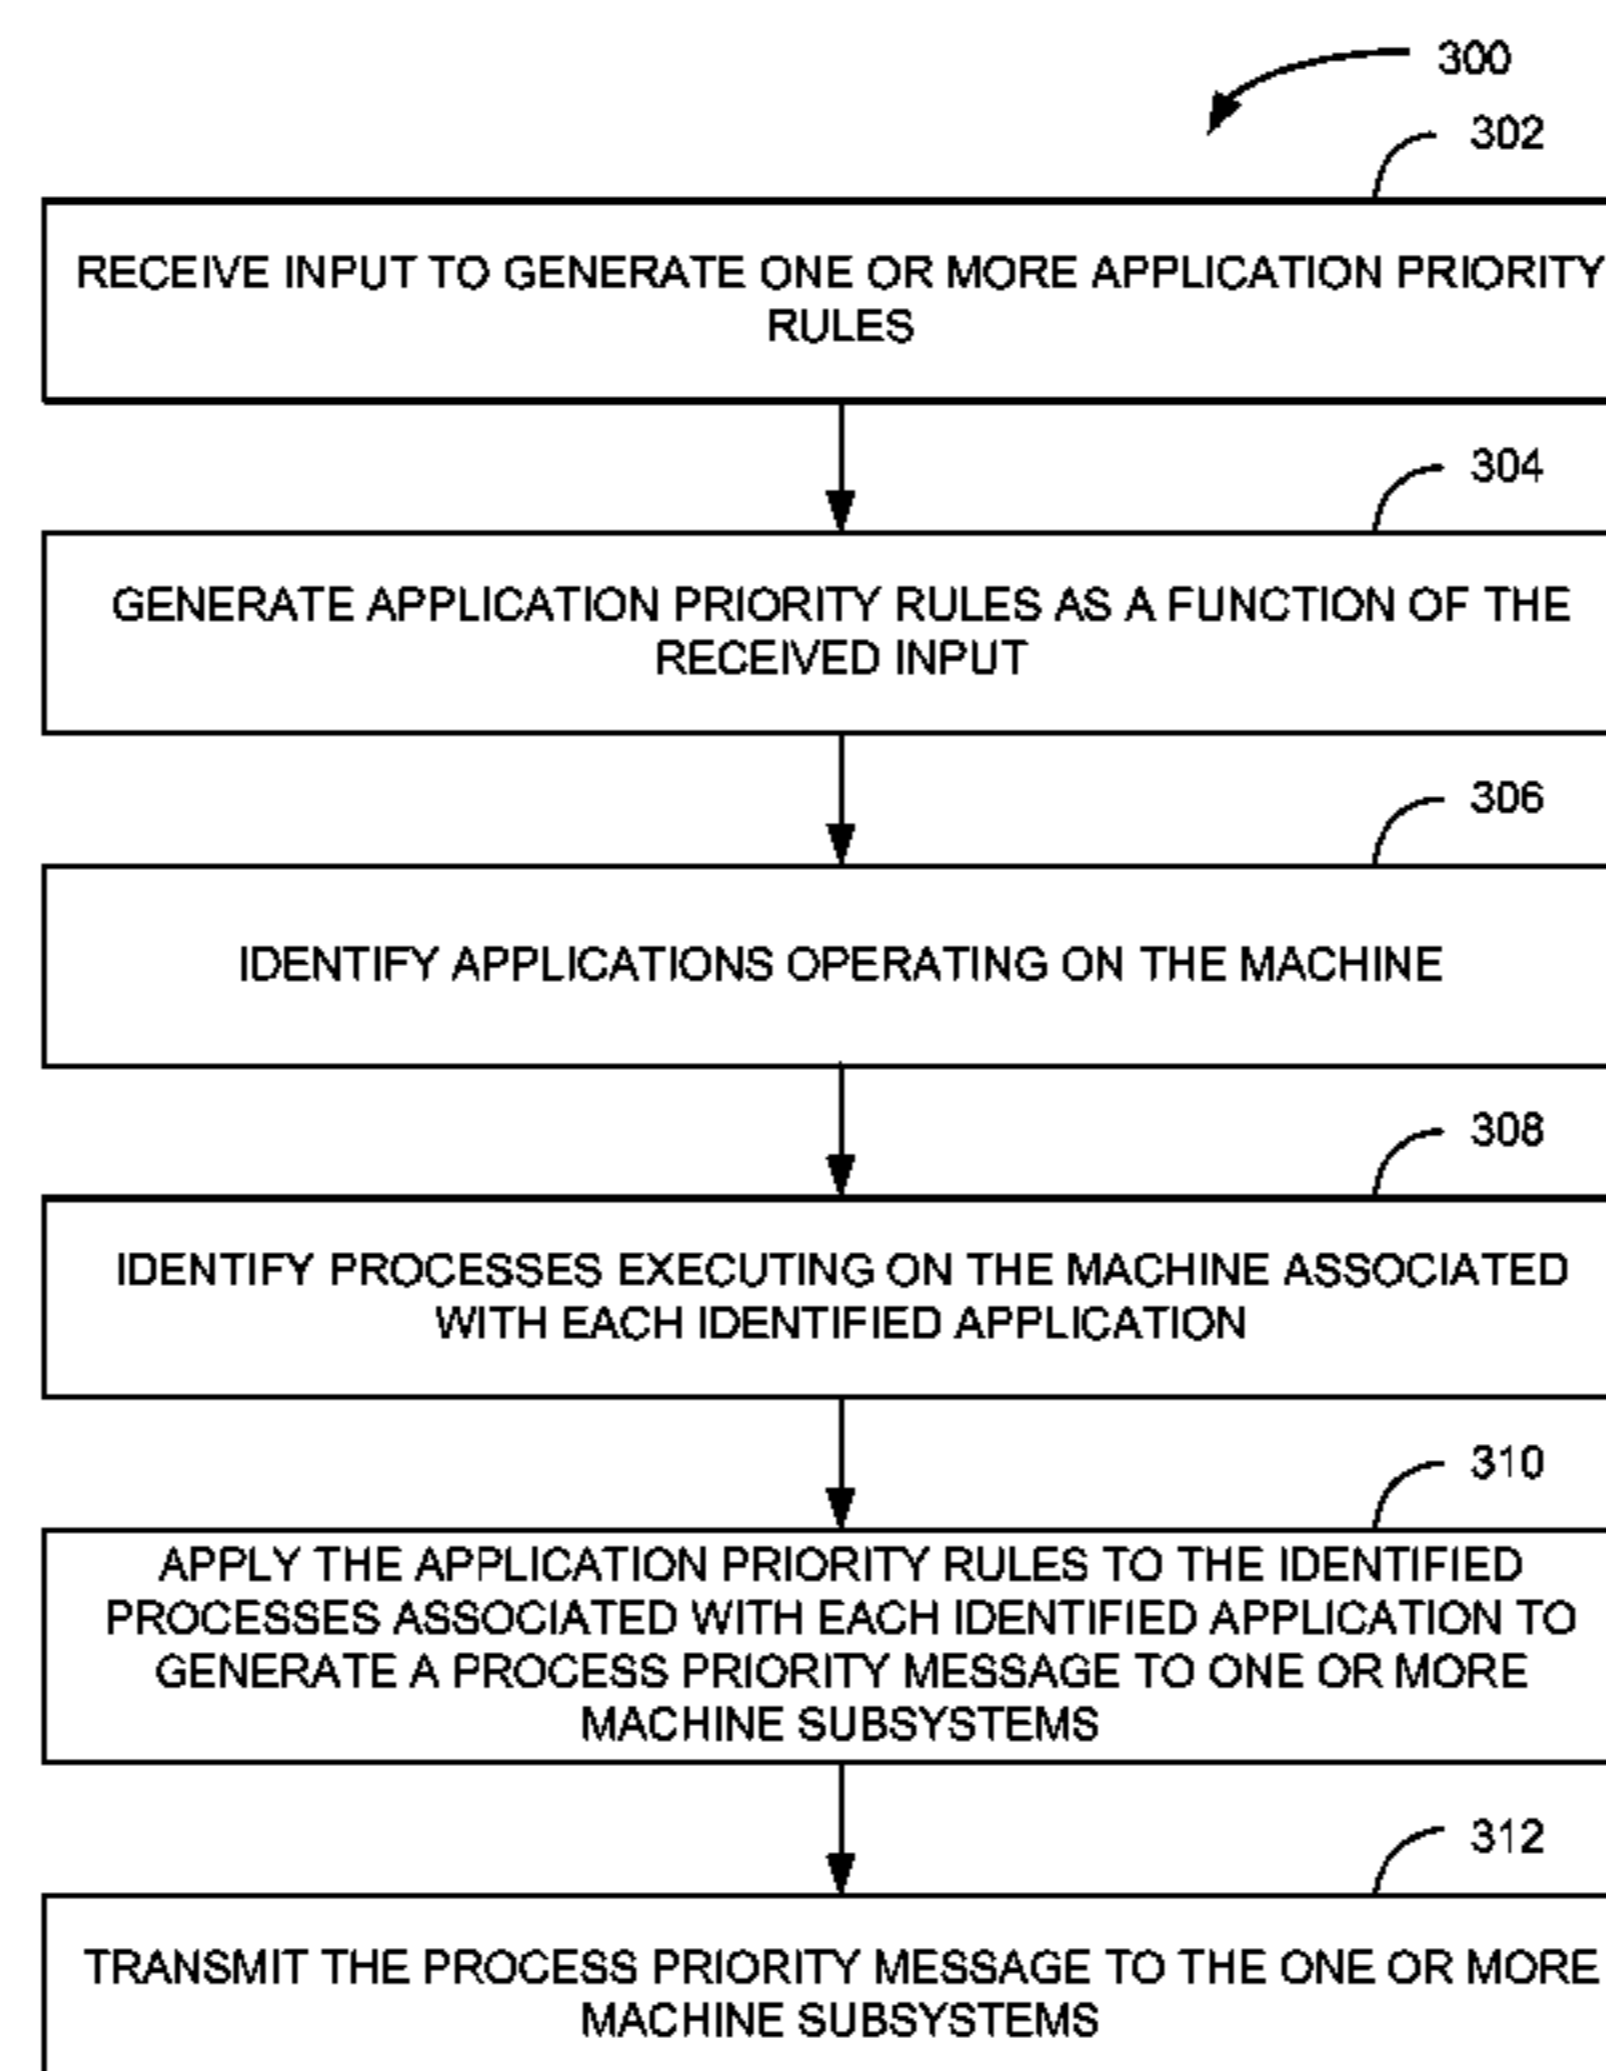 300
302
RECEIVE INPUT TO GENERATE ONE OR MORE APPLICATION PRIORITY
RULES
304
GENERATE APPLICATION PRIORITY RULES AS A FUNCTION OF THE
RECEIVED INPUT
306
IDENTIFY APPLICATIONS OPERATING ON THE MACHINE
308
IDENTIFY PROCESSES EXECUTING ON THE MACHINE ASSOCIATED
WITH EACH IDENTIFIED APPLICATION
310
APPLY THE APPLICATION PRIORITY RULES TO THE IDENTIFIED
PROCESSES ASSOCIATED WITH EACH IDENTIFIED APPLICATION TO
GENERATE A PROCESS PRIORITY MESSAGE TO ONE OR MORE
MACHINE SUBSYSTEMS
312
TRANSMIT THE PROCESS PRIORITY MESSAGE TO THE ONE OR MORE
MACHINE SUBSYSTEMS